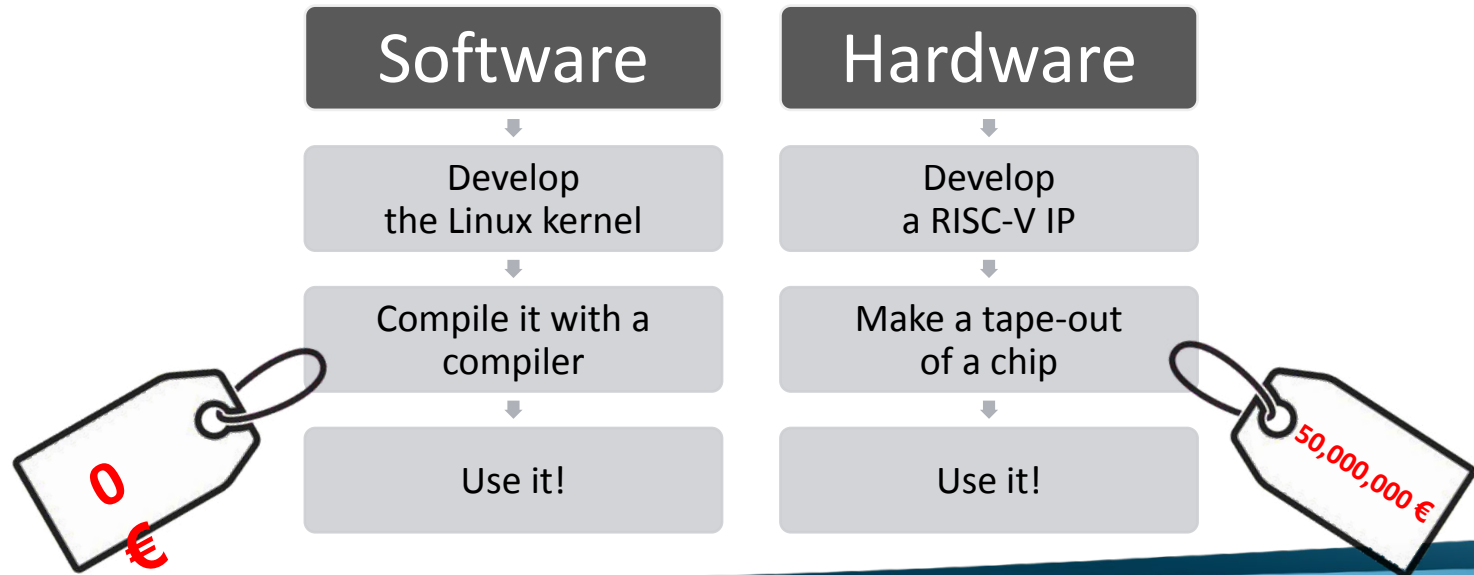 Software
Develop
the Linux kernel
Compile it with a
compiler
Use it!
0
€
Hardware
Develop
a RISC-V IP
Make a tape-out
of a chip
Use it!
50,000,000 €